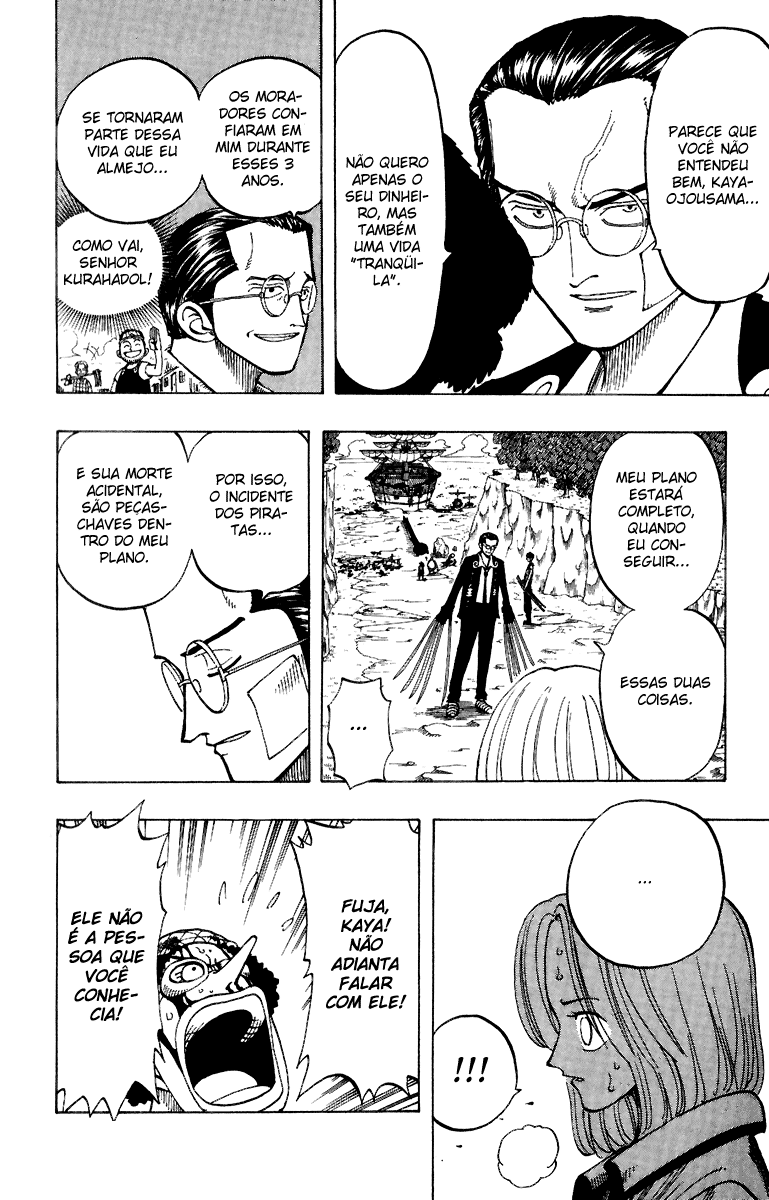 PARECE QUE
VOCÊ NÃO
ENTENDEU
BEM, KAYA-
OJOUSAMA...
NÃO QUERO
APENAS O
SEU DINHEI-
RO, MAS
TAMBÉM
UMA VIDA
"TRANQÜI-
LA".
OS MORA-
DORES CON-
FIARAM EM
MIM DURANTE
ESSES 3
ANOS.
SE TORNARAM
PARTE DESSA
VIDA QUE EU
ALMEJO...
COMO VAI,
SENHOR
KURAHADOL!
MEU PLANO
ESTARÁ
COMPLETO,
QUANDO
EU CON-
SEGUIR...
ESSAS DUAS
COISAS.
...
POR ISSO,
O INCIDENTE
DOS PIRA-
TAS...
E SUA MORTE
ACIDENTAL,
SÃO PEÇAS-
CHAVES DEN-
TRO DO MEU
PLANO.
...
!!!
FUJA,
KAYA!
NÃO
ADIANTA
FALAR
COM ELE!
ELE NÃO
É A PES-
SOA QUE
VOCÊ
CONHE-
CIA!